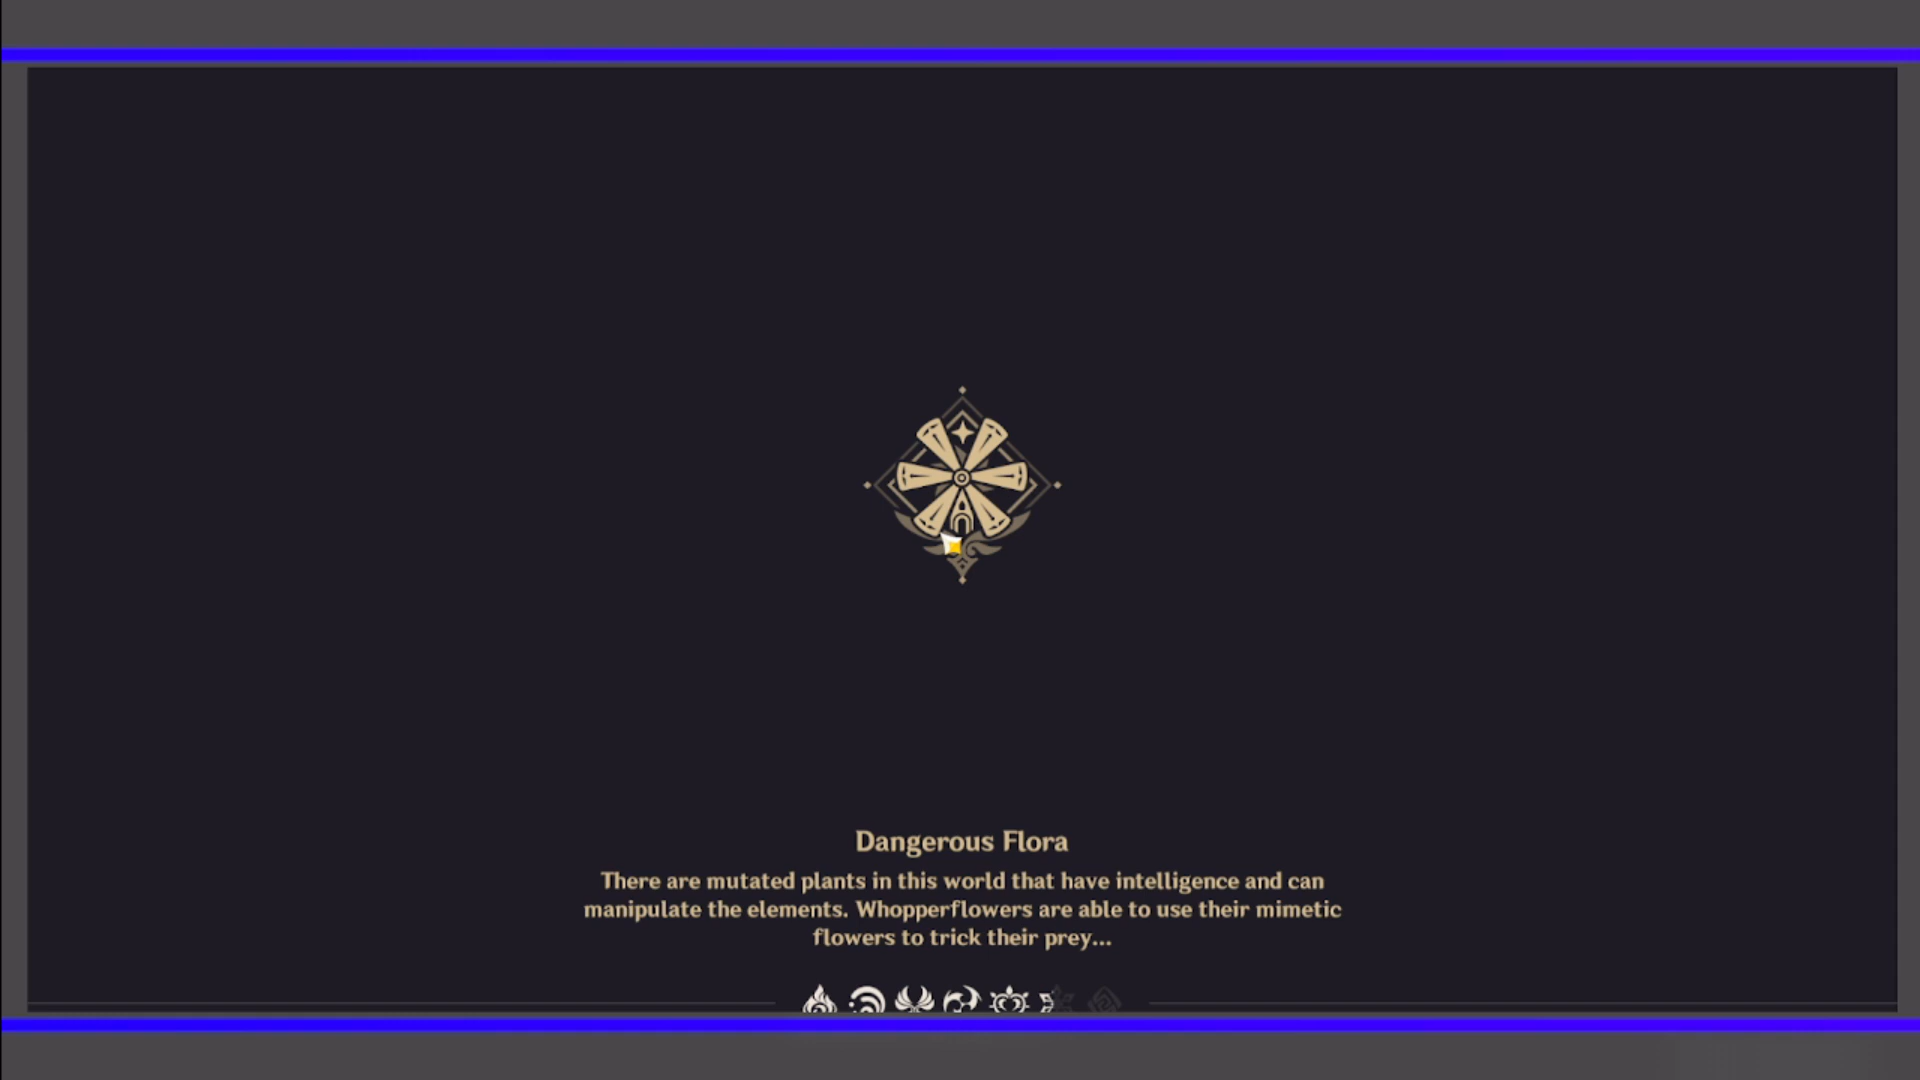 Dangerous Flora
There are mutated plants in this world that have intelligence and can
manipulate the elements. Whopperflowers are able to use their mimetic
flowers to trick their prey...